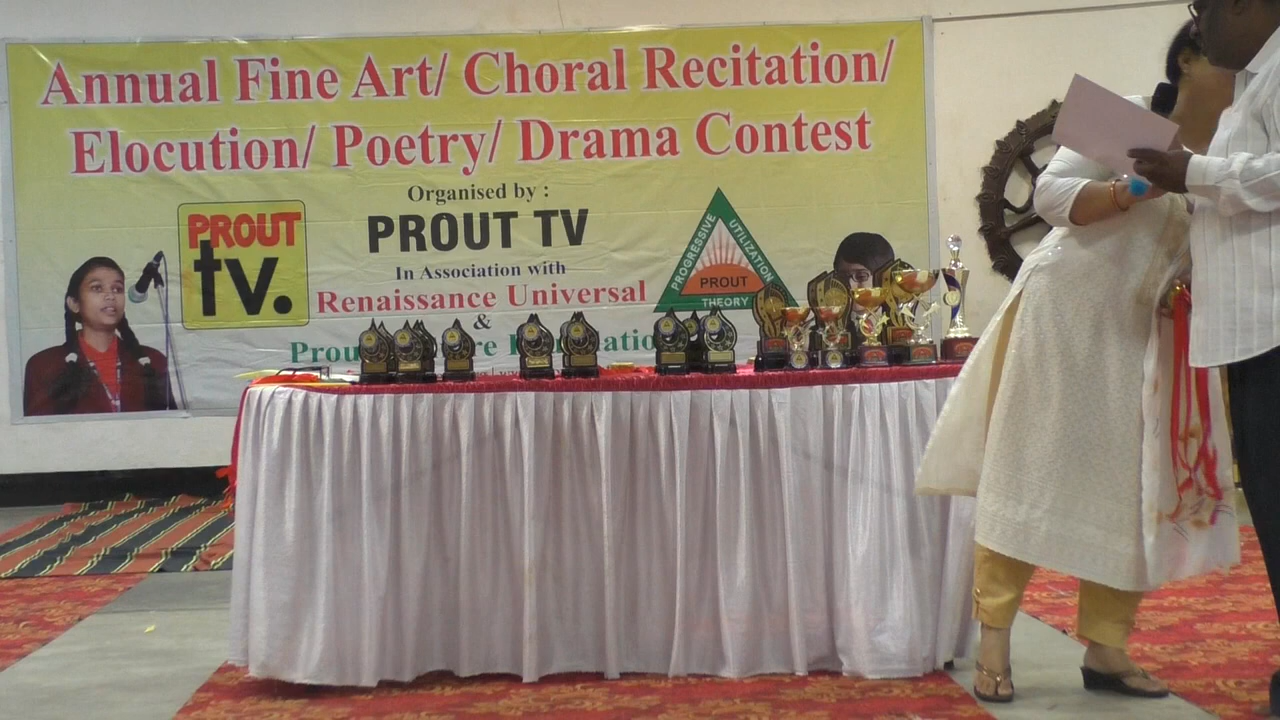 Annual Fine Art/ Choral Recitation/
Elocution/ Poetry/ Drama Contest
Organised by :
PROUT TV
In Association with
Renaissance Universal
&
PROUT
tv.
PROGRESSIVE
UTILIZATION
PROUT
THEORY